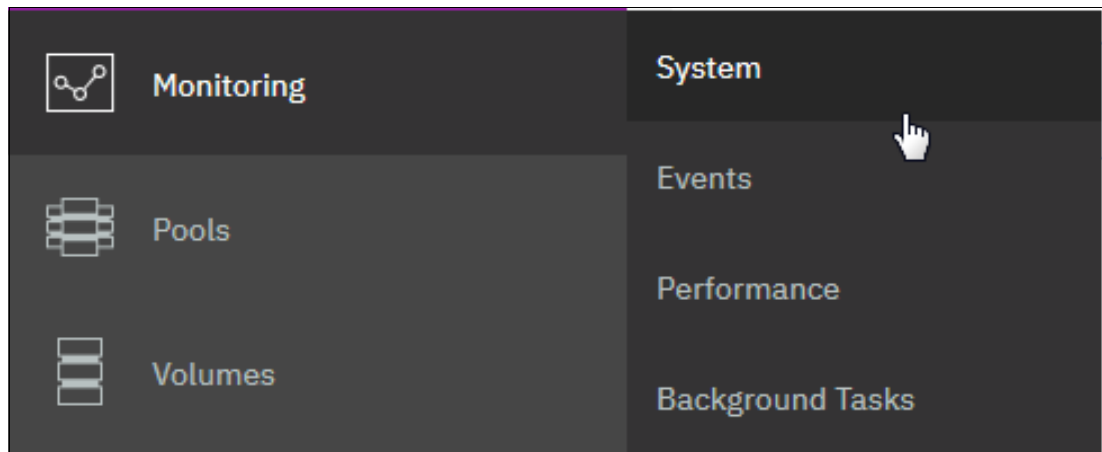 Monitoring
Pools
Volumes
System
Events
Performance
Background Tasks